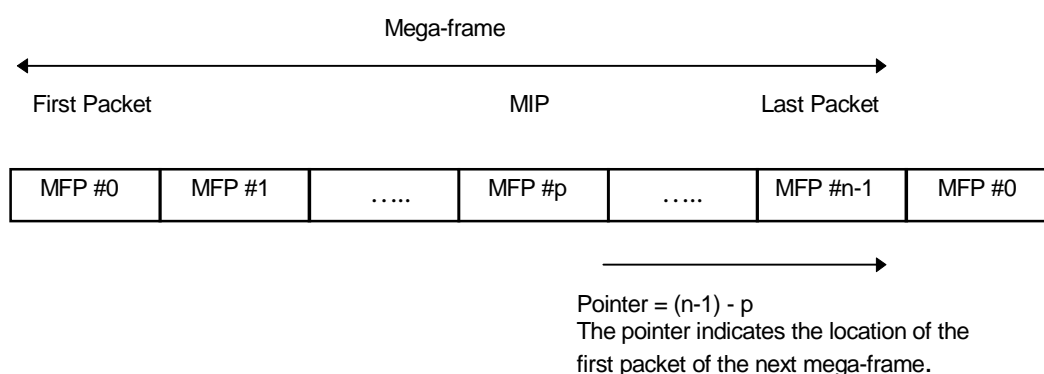 Mega-frame
First Packet MIP Last Packet
MFP #0 MFP #1 ….. MFP #p ….. MFP #n-1 MFP #0
Pointer = (n-1) - p
The pointer indicates the location of the
first packet of the next mega-frame.